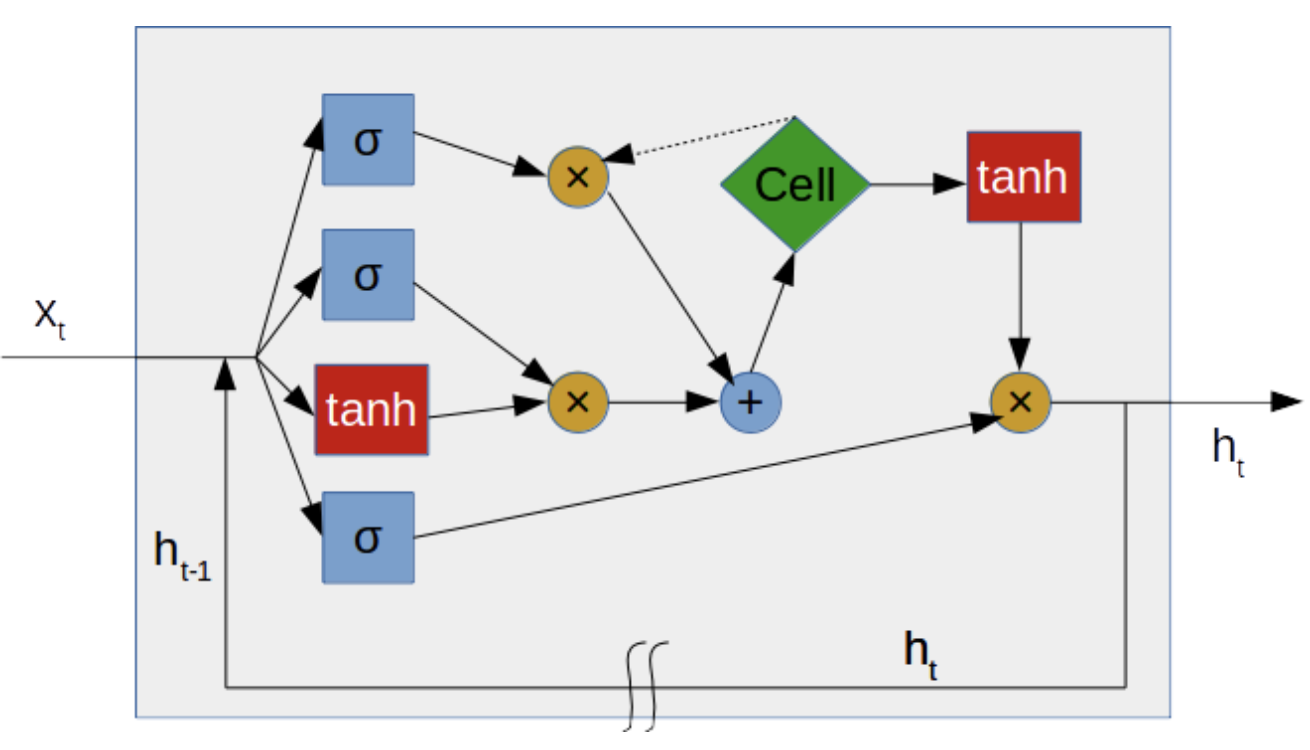 σ
×
Cell
tanh
σ
xₜ
tanh
×
+
×
hₜ
σ
hₜ₋₁
hₜ